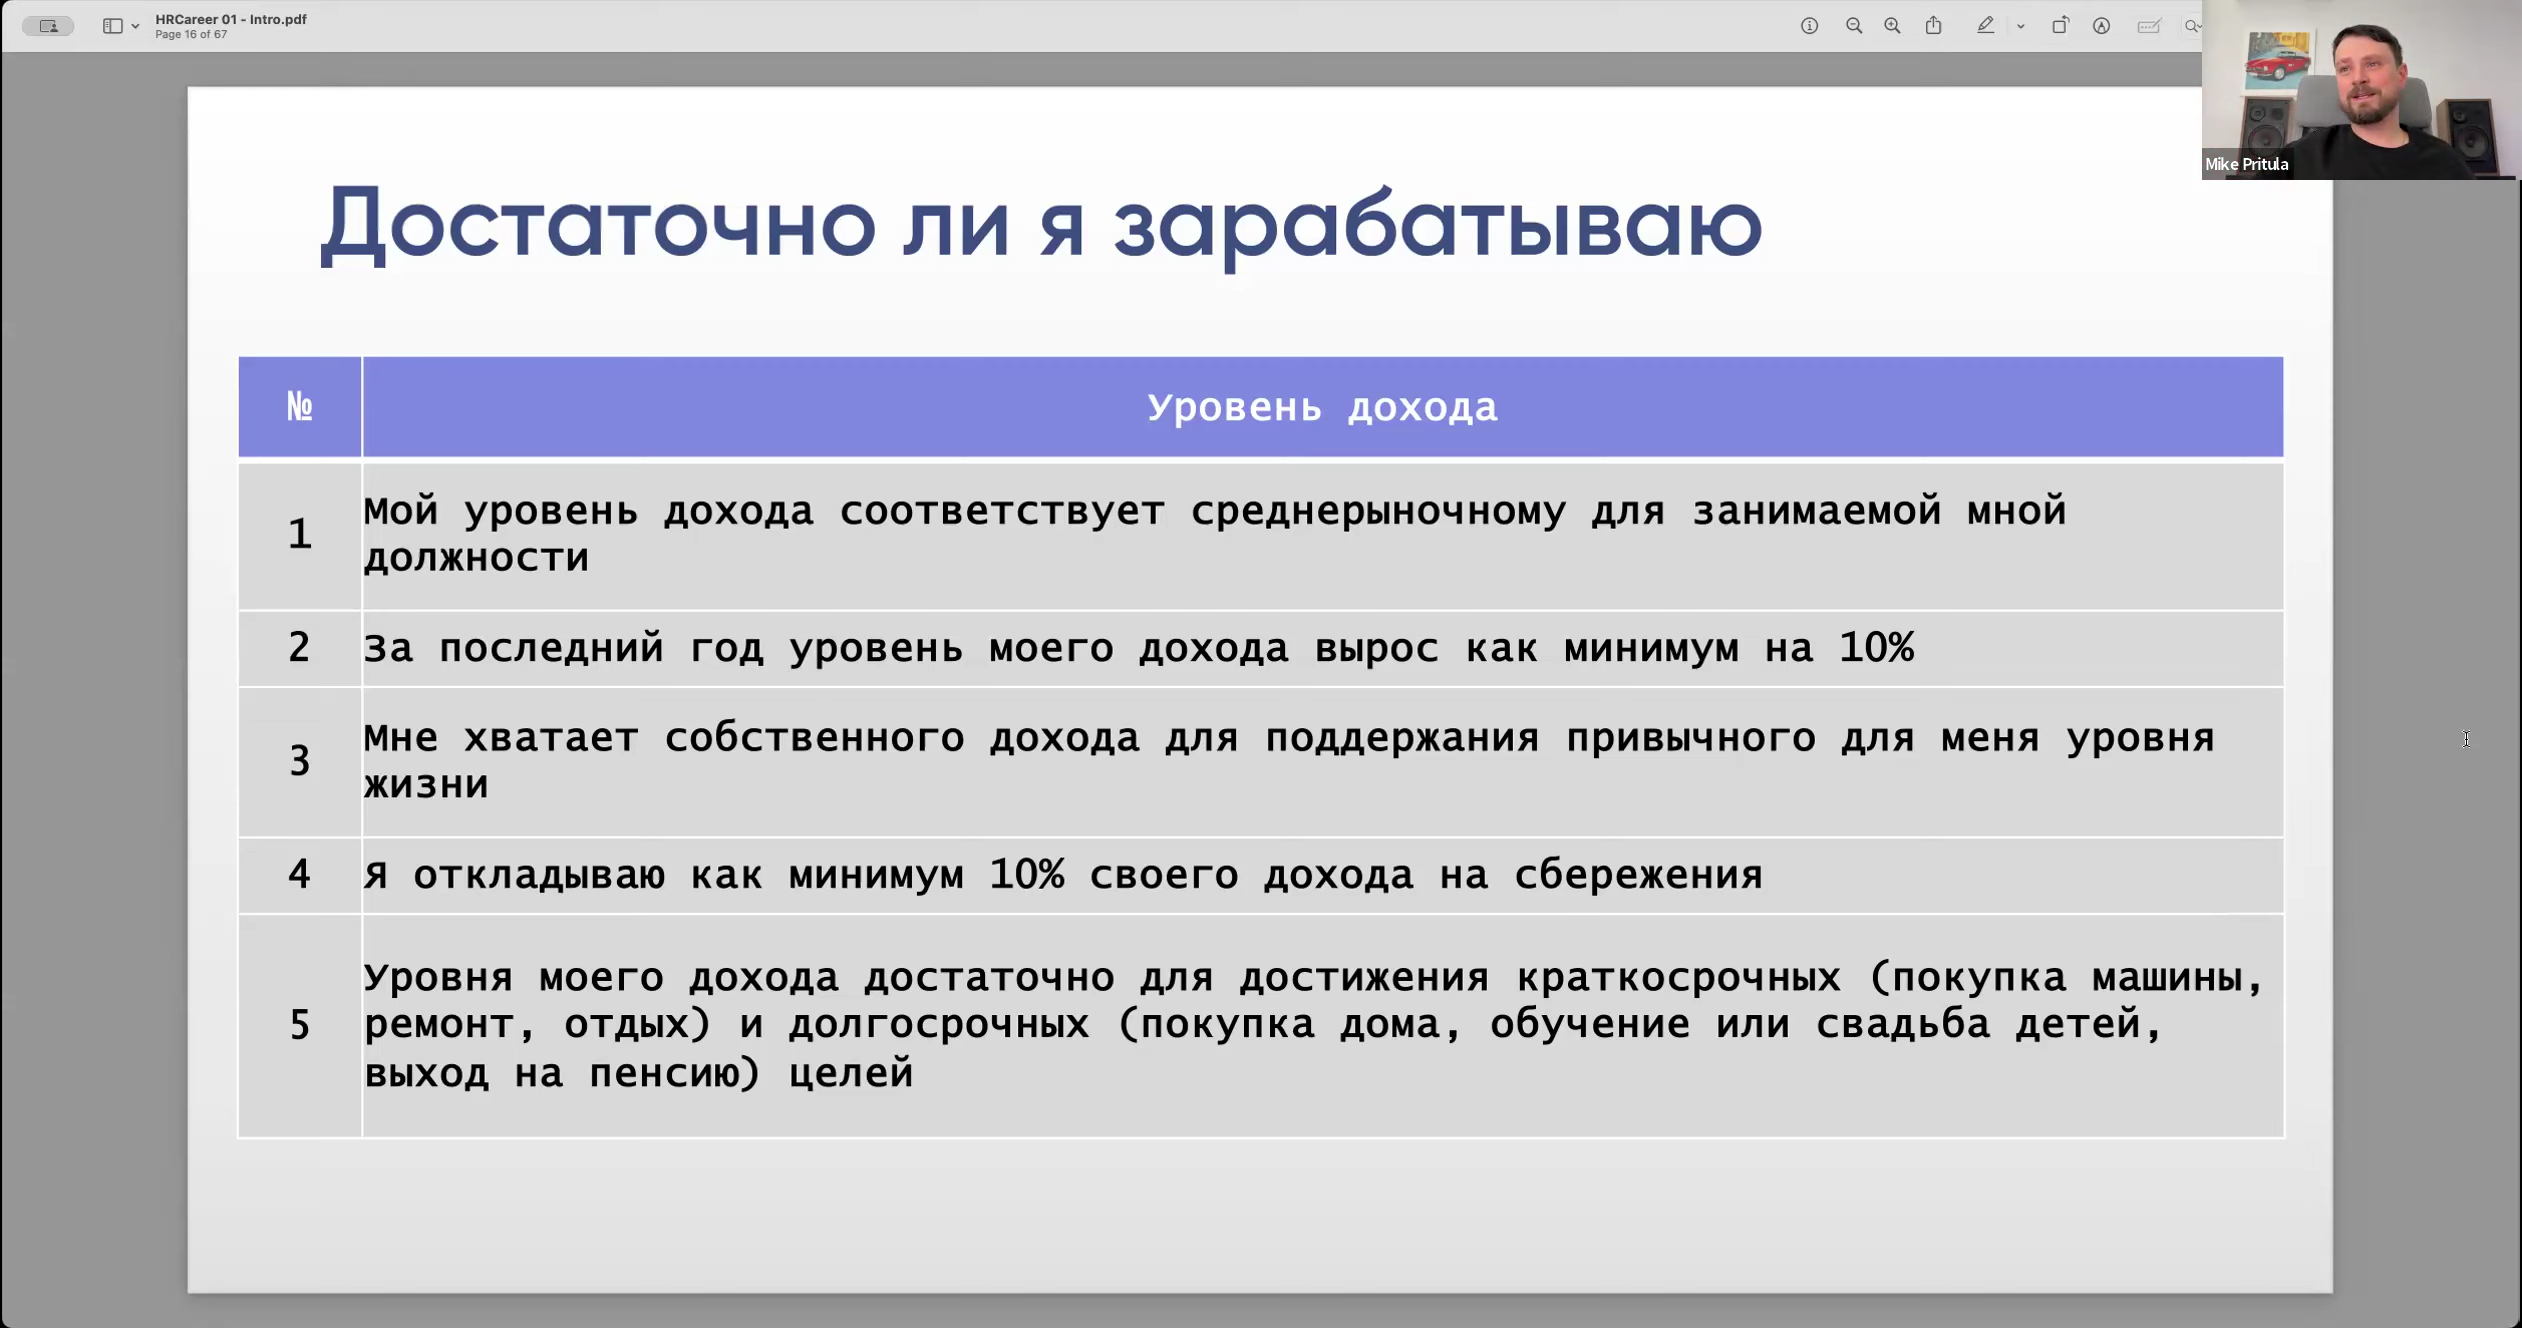 HRCareer 01 - Intro.pdf
Page 16 of 67
Mike Pritula
Достаточно ли я зарабатываю
№
Уровень дохода
1
Мой уровень дохода соответствует среднерыночному для занимаемой мной
должности
2
За последний год уровень моего дохода вырос как минимум на 10%
3
Мне хватает собственного дохода для поддержания привычного для меня уровня
жизни
4
Я откладываю как минимум 10% своего дохода на сбережения
5
Уровня моего дохода достаточно для достижения краткосрочных (покупка машины,
ремонт, отдых) и долгосрочных (покупка дома, обучение или свадьба детей,
выход на пенсию) целей